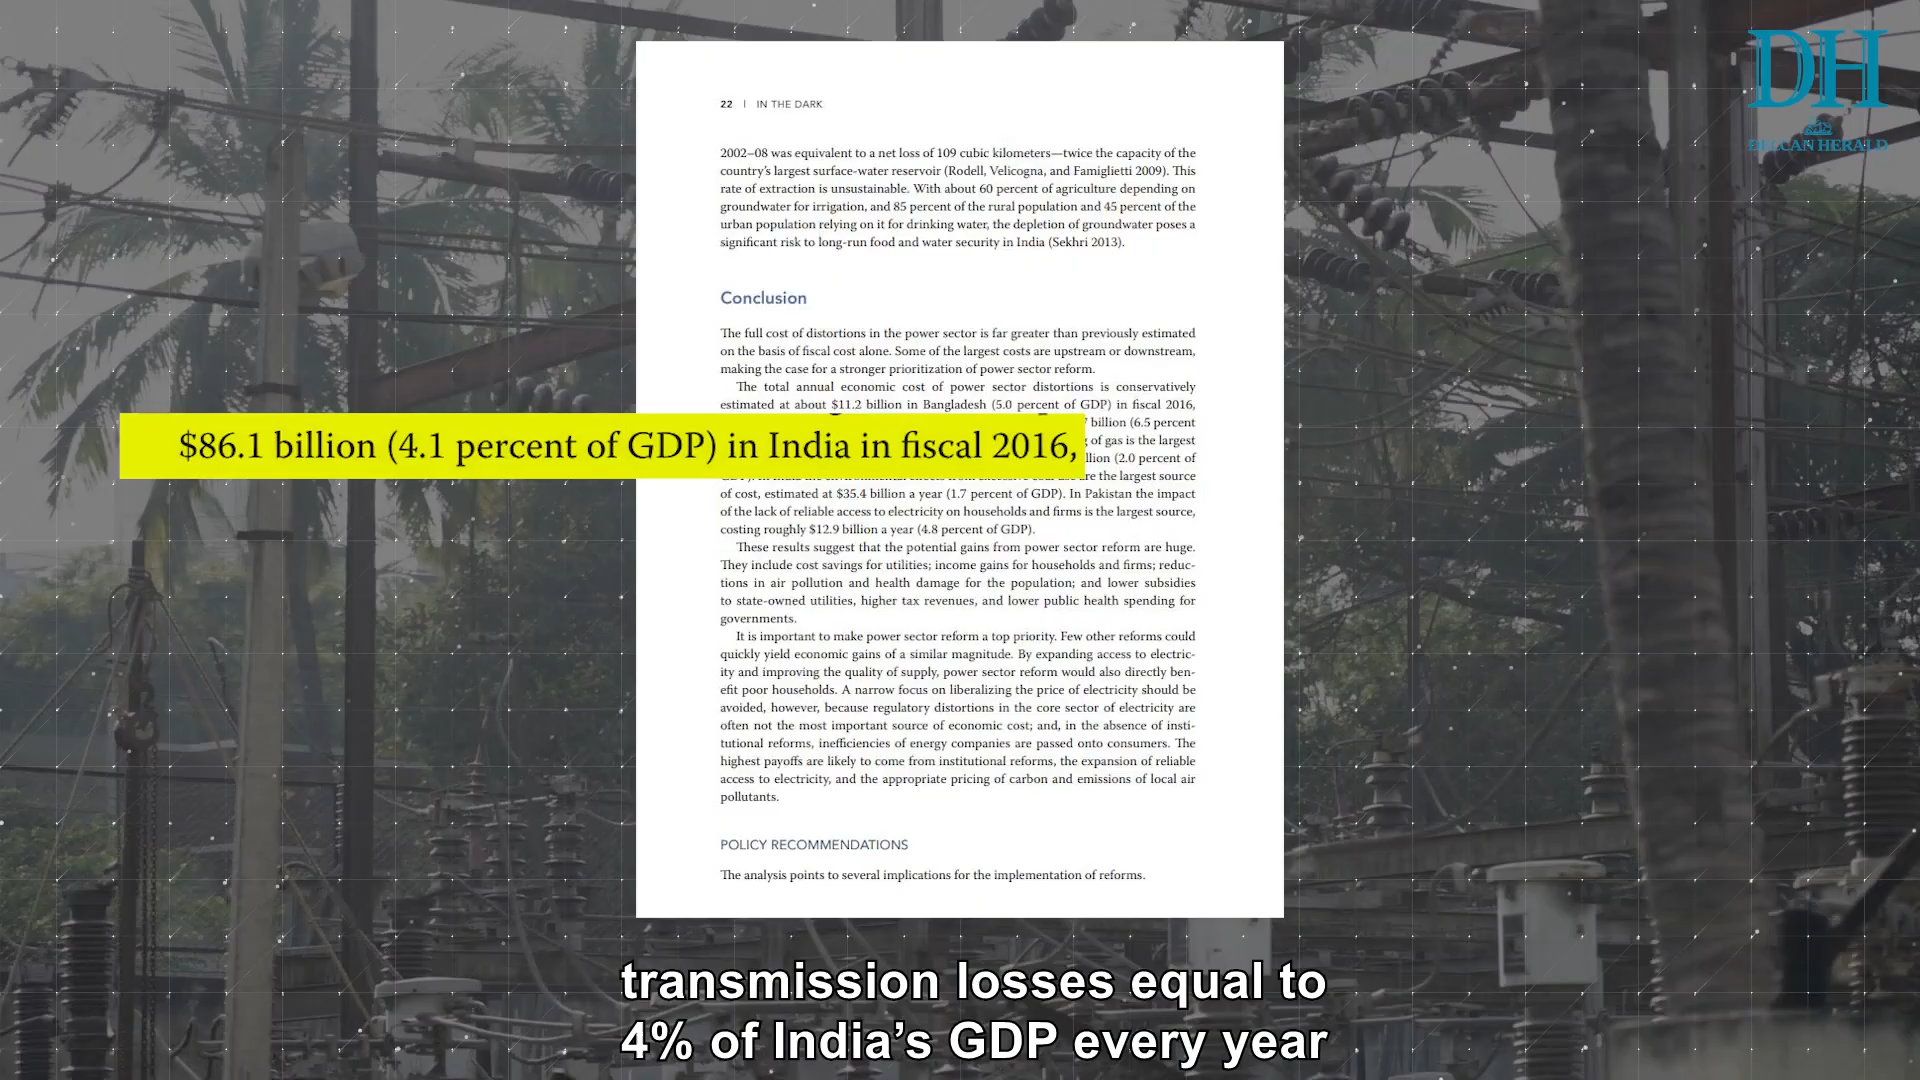 DH
DECCAN HERALD
22 | IN THE DARK
2002–08 was equivalent to a net loss of 109 cubic kilometers—twice the capacity of the
country’s largest surface-water reservoir (Rodell, Velicogna, and Famiglietti 2009). This
rate of extraction is unsustainable. With about 60 percent of agriculture depending on
groundwater for irrigation, and 85 percent of the rural population and 45 percent of the
urban population relying on it for drinking water, the depletion of groundwater poses a
significant risk to long-run food and water security in India (Sekhri 2013).
Conclusion
The full cost of distortions in the power sector is far greater than previously estimated
on the basis of fiscal cost alone. Some of the largest costs are upstream or downstream,
making the case for a stronger prioritization of power sector reform.
The total annual economic cost of power sector distortions is conservatively
estimated at about $11.2 billion in Bangladesh (5.0 percent of GDP) in fiscal 2016,
$86.1 billion (4.1 percent of GDP) in India in fiscal 2016,
billion (6.5 percent
of gas is the largest
(2.0 percent of
the largest source
of cost, estimated at $35.4 billion a year (1.7 percent of GDP). In Pakistan the impact
of the lack of reliable access to electricity on households and firms is the largest source,
costing roughly $12.9 billion a year (4.8 percent of GDP).
These results suggest that the potential gains from power sector reform are huge.
They include cost savings for utilities; income gains for households and firms; reduc-
tions in air pollution and health damage for the population; and lower subsidies
to state-owned utilities, higher tax revenues, and lower public health spending for
governments.
It is important to make power sector reform a top priority. Few other reforms could
quickly yield economic gains of a similar magnitude. By expanding access to electric-
ity and improving the quality of supply, power sector reform would also directly ben-
efit poor households. A narrow focus on liberalizing the price of electricity should be
avoided, however, because regulatory distortions in the core sector of electricity are
often not the most important source of economic cost; and, in the absence of insti-
tutional reforms, inefficiencies of energy companies are passed onto consumers. The
highest payoffs are likely to come from institutional reforms, the expansion of reliable
access to electricity, and the appropriate pricing of carbon and emissions of local air
pollutants.
POLICY RECOMMENDATIONS
The analysis points to several implications for the implementation of reforms.
transmission losses equal to
4% of India’s GDP every year